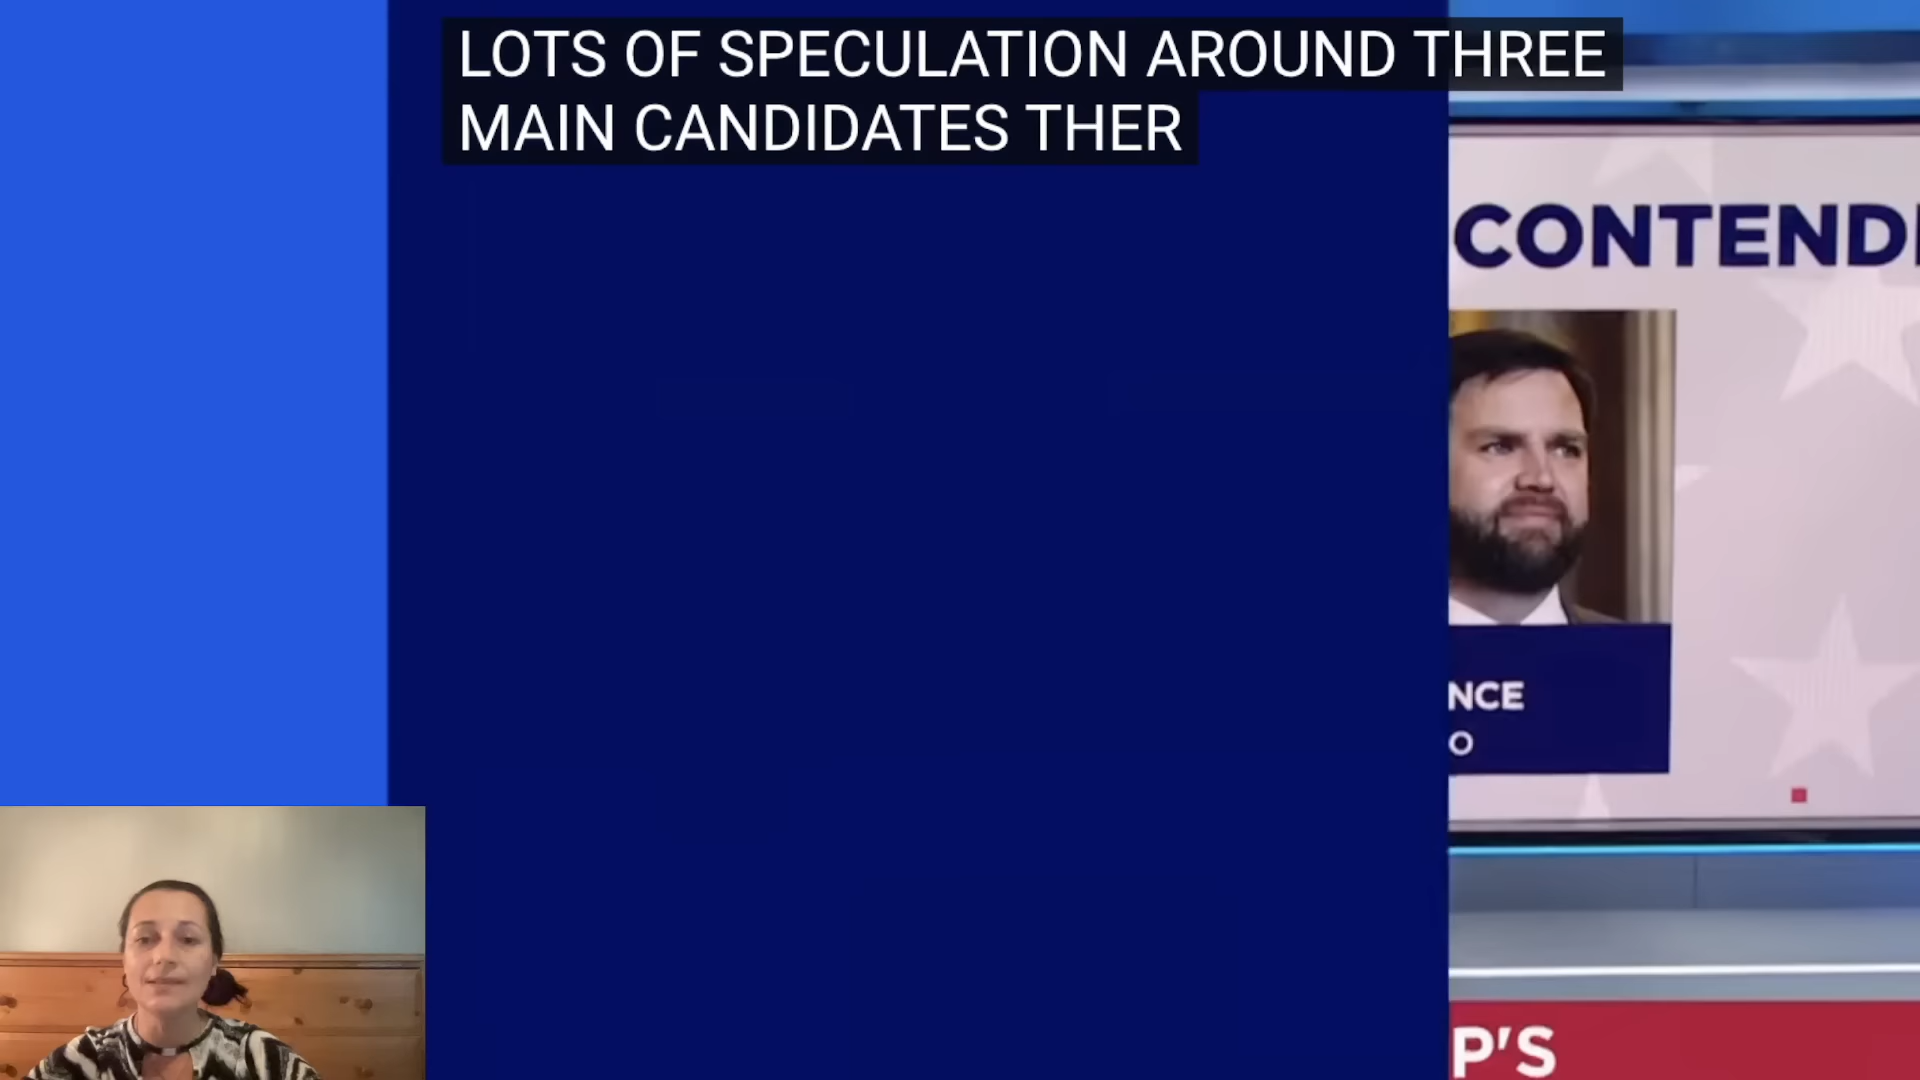 LOTS OF SPECULATION AROUND THREE
MAIN CANDIDATES THER
CONTEND
NCE
O
P'S